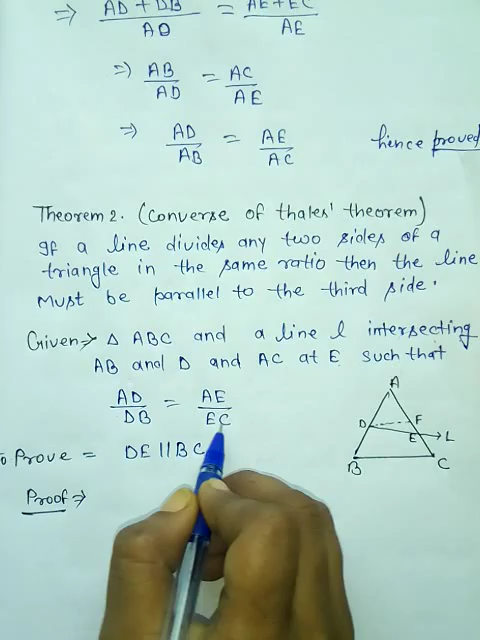 ⇒ AD + DB / AD = AE + EC / AE
⇒ AB / AD = AC / AE
⇒ AD / AB = AE / AC hence proved
Theorem 2. (Converse of thales' theorem)
If a line divides any two sides of a
triangle in the same ratio then the line
Must be parallel to the third side.
Given → △ ABC and a line l intersecting
AB and D and AC at E such that
AD / DB = AE / EC
To Prove = DE || BC
Proof ⇒
A
D F
E L
B C